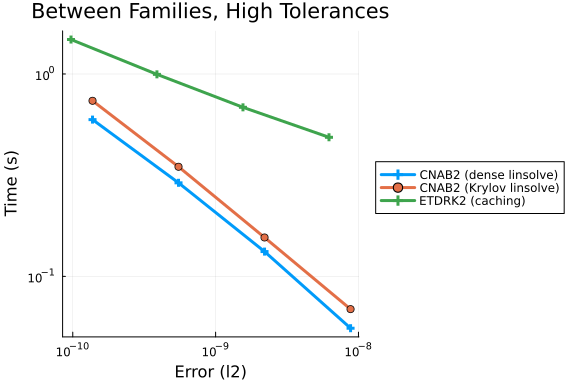 Between Families, High Tolerances
Time (s)
10⁰
10⁻¹
10⁻¹⁰
10⁻⁹
10⁻⁸
Error (l2)
CNAB2 (dense linsolve)
CNAB2 (Krylov linsolve)
ETDRK2 (caching)